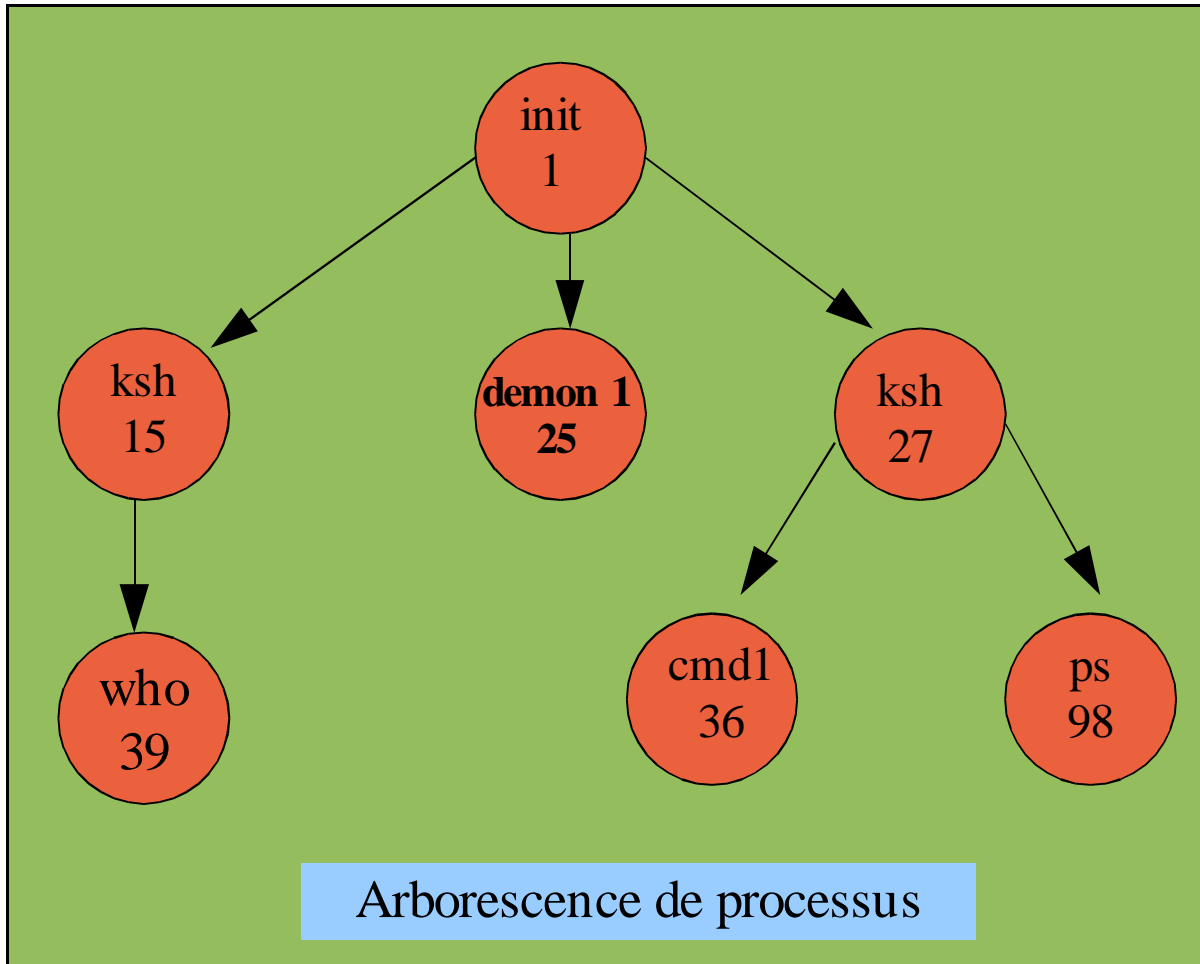 init
1
ksh
15
demon 1
25
ksh
27
who
39
cmd1
36
ps
98
Arborescence de processus